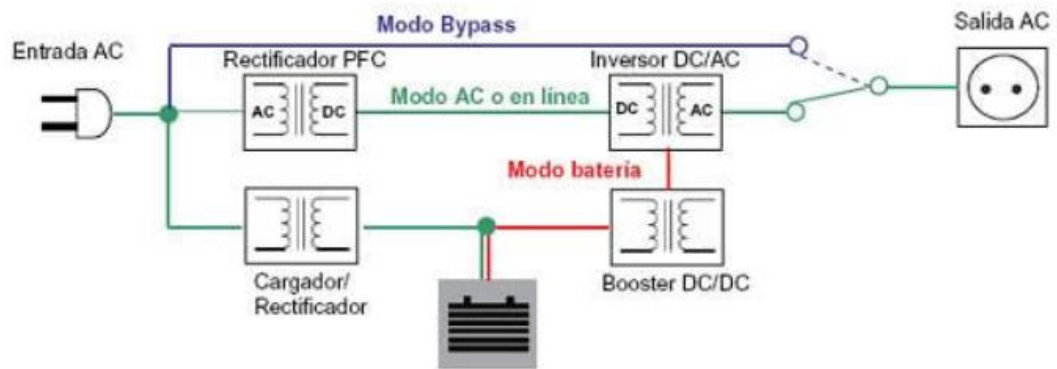 Modo Bypass
Salida AC
Entrada AC
Rectificador PFC
Inversor DC/AC
AC
DC
Modo AC o en línea
DC
AC
Modo batería
Cargador/
Rectificador
Booster DC/DC